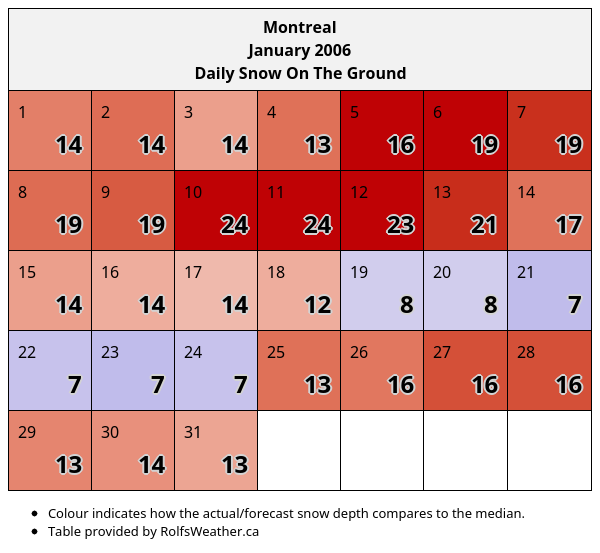 Montreal
January 2006
Daily Snow On The Ground
1 2 3 4 5 6 7
14 14 14 13 16 19 19
8 9 10 11 12 13 14
19 19 24 24 23 21 17
15 16 17 18 19 20 21
14 14 14 12 8 8 7
22 23 24 25 26 27 28
7 7 7 13 16 16 16
29 30 31
13 14 13
• Colour indicates how the actual/forecast snow depth compares to the median.
• Table provided by RolfsWeather.ca